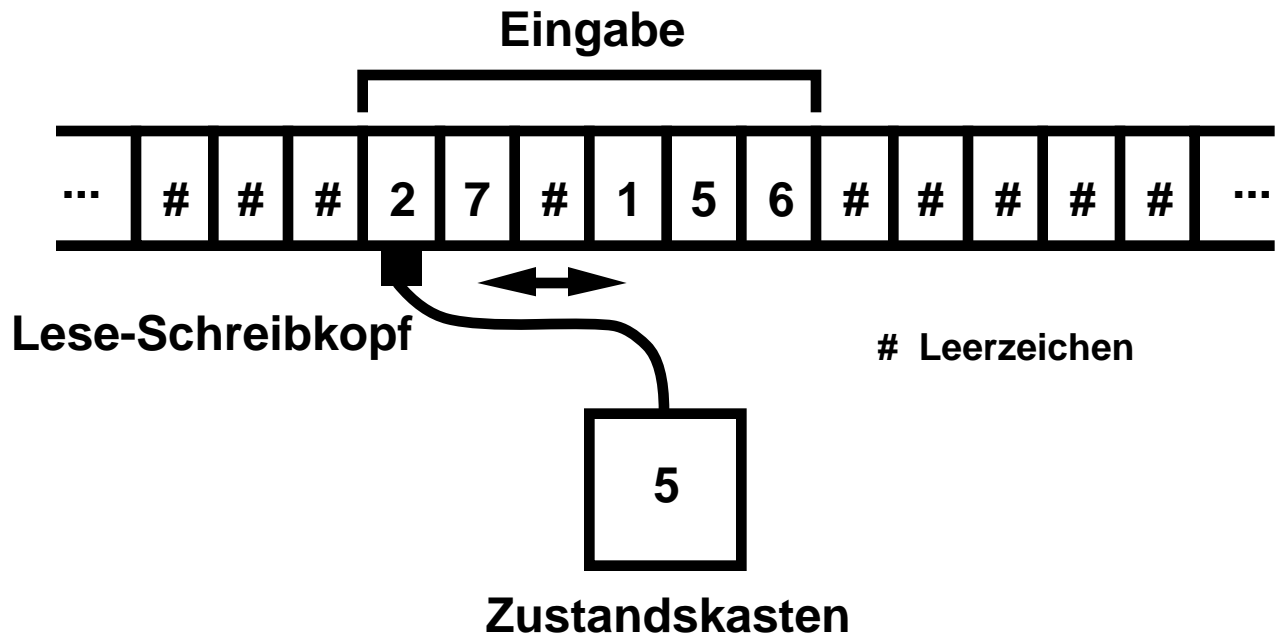 Eingabe
... # # # 2 7 # 1 5 6 # # # # # ...
Lese-Schreibkopf
# Leerzeichen
5
Zustandskasten